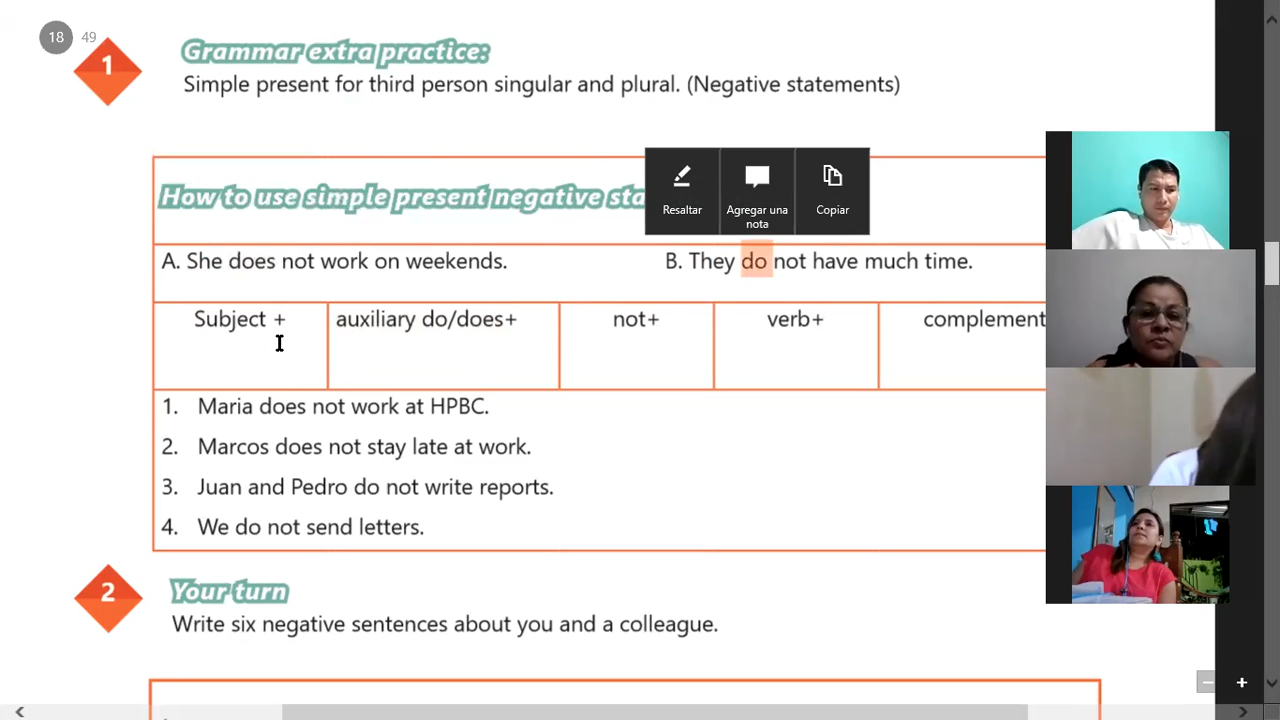 18 49
1
Grammar extra practice:
Simple present for third person singular and plural. (Negative statements)
How to use simple present negative
Resaltar
Agregar una nota
Copiar
A. She does not work on weekends.
B. They do not have much time.
Subject +
auxiliary do/does+
not+
verb+
complement
1. Maria does not work at HPBC.
2. Marcos does not stay late at work.
3. Juan and Pedro do not write reports.
4. We do not send letters.
2
Your turn
Write six negative sentences about you and a colleague.